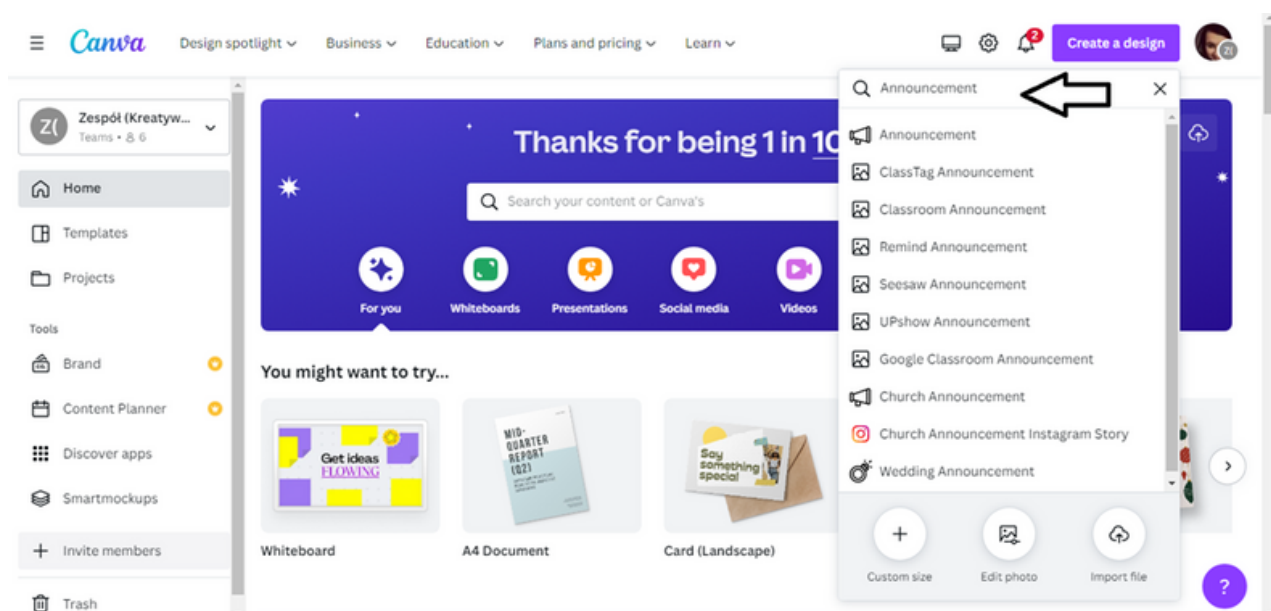 Canva
Design spotlight
Business
Education
Plans and pricing
Learn
2
Create a design
Z(
Z(
Zespół (Kreatyw...
Teams • 6
Home
Templates
Projects
Tools
Brand
Content Planner
Discover apps
Smartmockups
Invite members
Trash
Thanks for being 1 in 10
Search your content or Canva's
For you
Whiteboards
Presentations
Social media
Videos
You might want to try...
Get ideas
FLOWING
Whiteboard
MID-
QUARTER
REPORT
(Q2)
A4 Document
Say
something
special
Card (Landscape)
Announcement
Announcement
ClassTag Announcement
Classroom Announcement
Remind Announcement
Seesaw Announcement
UPshow Announcement
Google Classroom Announcement
Church Announcement
Church Announcement Instagram Story
Wedding Announcement
Custom size
Edit photo
Import file
?